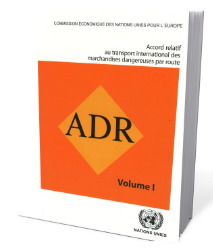 COMMISSION ÉCONOMIQUE DES NATIONS UNIES POUR L'EUROPE
Accord relatif
au transport international des
marchandises dangereuses par route
ADR
Volume I
NATIONS UNIES